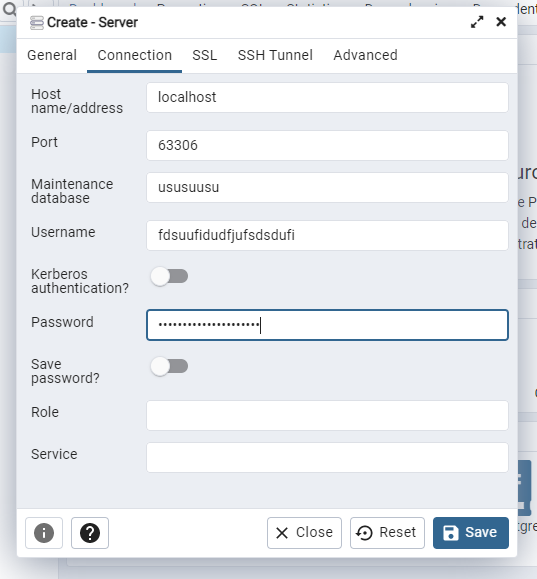 Create - Server
General Connection SSL SSH Tunnel Advanced
Host
name/address
localhost
Port
63306
Maintenance
database
ususuusu
Username
fdsuufidudfjufsdsdufi
Kerberos
authentication?
Password
•••••••••••••••••••••
Save
password?
Role
Service
Close Reset Save